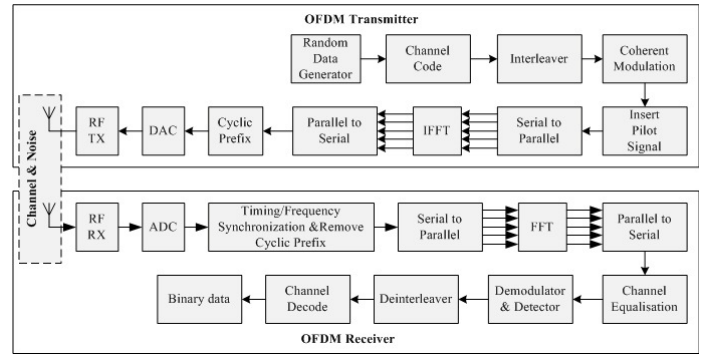 OFDM Transmitter
Random
Data
Generator
Channel
Code
Interleaver
Coherent
Modulation
RF
TX
DAC
Cyclic
Prefix
Parallel to
Serial
IFFT
Serial to
Parallel
Insert
Pilot
Signal
Channel & Noise
RF
RX
ADC
Timing/Frequency
Synchronization &Remove
Cyclic Prefix
Serial to
Parallel
FFT
Parallel to
Serial
Binary data
Channel
Decode
Deinterleaver
Demodulator
& Detector
Channel
Equalisation
OFDM Receiver